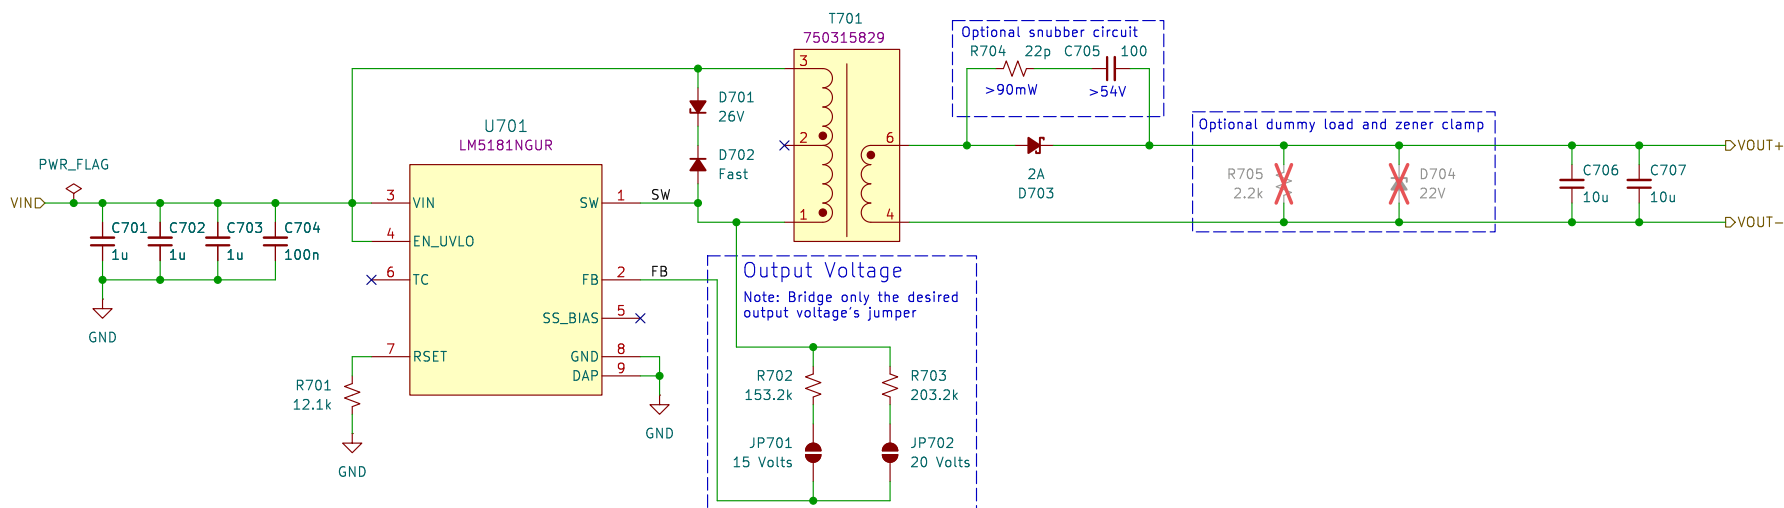 T701
750315829
Optional snubber circuit
R704 22p C705 100
>90mW >54V
3
2
1
6
4
D701
26V
D702
Fast
U701
LM5181NGUR
PWR_FLAG
VIN
C701
1u
C702
1u
C703
1u
C704
100n
GND
3 VIN
4 EN_UVLO
6 TC
7 RSET
SW 1
FB 2
SS_BIAS 5
GND 8
DAP 9
SW
FB
R701
12.1k
GND
GND
2A
D703
Optional dummy load and zener clamp
R705
2.2k
D704
22V
C706
10u
C707
10u
VOUT+
VOUT-
Output Voltage
Note: Bridge only the desired
output voltage's jumper
R702
153.2k
R703
203.2k
JP701
15 Volts
JP702
20 Volts